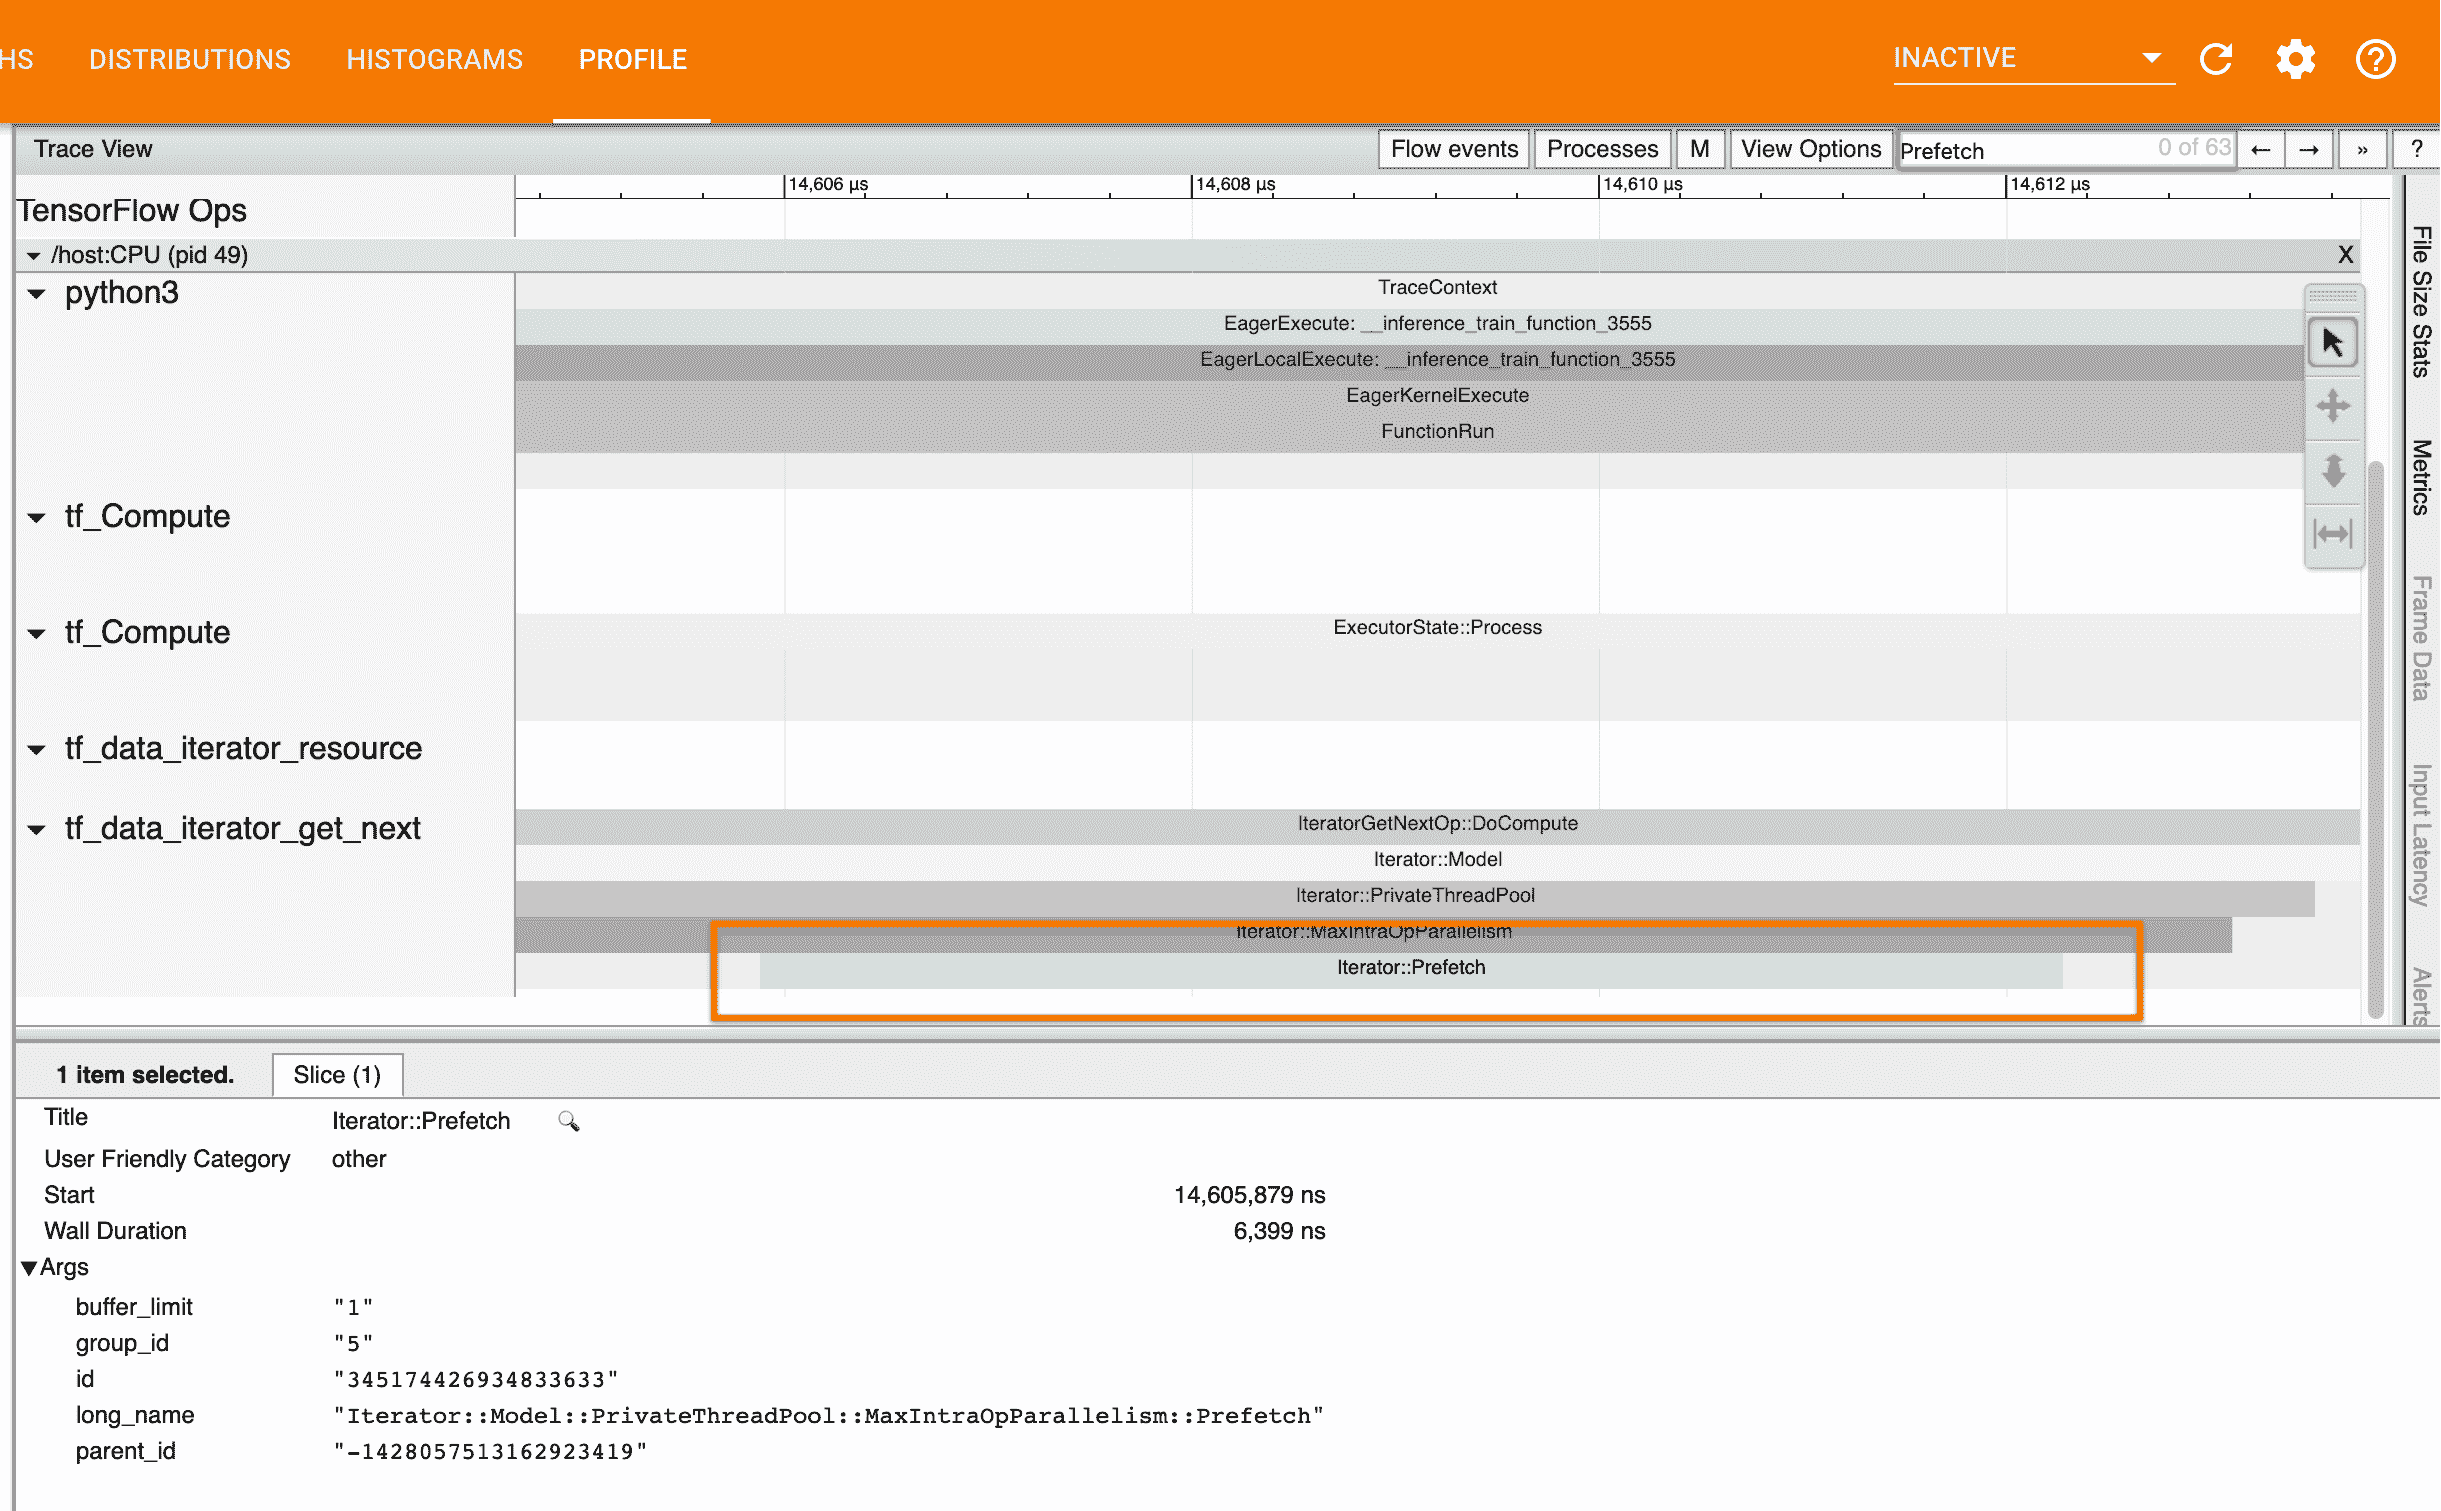 HS DISTRIBUTIONS HISTOGRAMS PROFILE INACTIVE
Trace View Flow events Processes M View Options Prefetch 0 of 63 ← → » ?
14,606 µs 14,608 µs 14,610 µs 14,612 µs
TensorFlow Ops
/host:CPU (pid 49) X
python3 TraceContext
EagerExecute: __inference_train_function_3555
EagerLocalExecute: __inference_train_function_3555
EagerKernelExecute
FunctionRun
tf_Compute
tf_Compute ExecutorState::Process
tf_data_iterator_resource
tf_data_iterator_get_next IteratorGetNextOp::DoCompute
Iterator::Model
Iterator::PrivateThreadPool
Iterator::MaxIntraOpParallelism
Iterator::Prefetch
File Size Stats
Metrics
Frame Data
Input Latency
Alerts
1 item selected. Slice (1)
Title Iterator::Prefetch
User Friendly Category other
Start 14,605,879 ns
Wall Duration 6,399 ns
▼Args
buffer_limit "1"
group_id "5"
id "345174426934833633"
long_name "Iterator::Model::PrivateThreadPool::MaxIntraOpParallelism::Prefetch"
parent_id "-1428057513162923419"